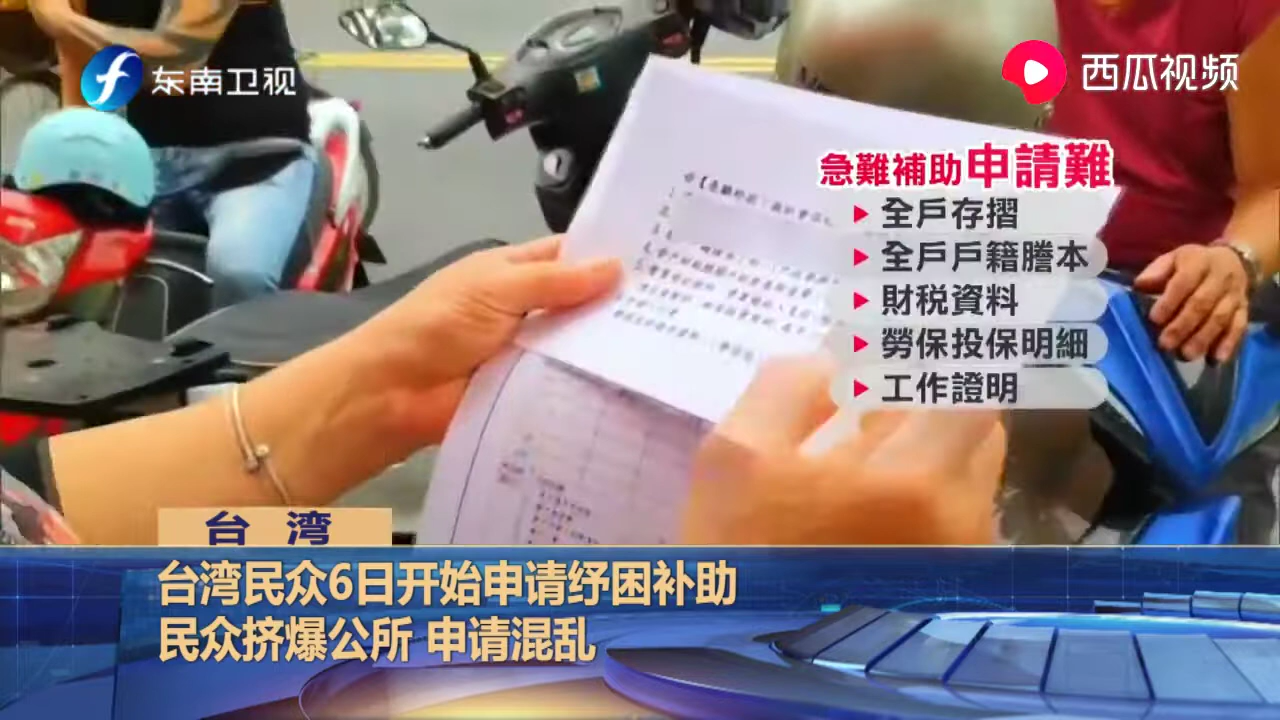 东南卫视
西瓜视频
急難補助申請難
全戶存摺
全戶戶籍謄本
財稅資料
勞保投保明細
工作證明
台 湾
台湾民众6日开始申请纾困补助
民众挤爆公所 申请混乱